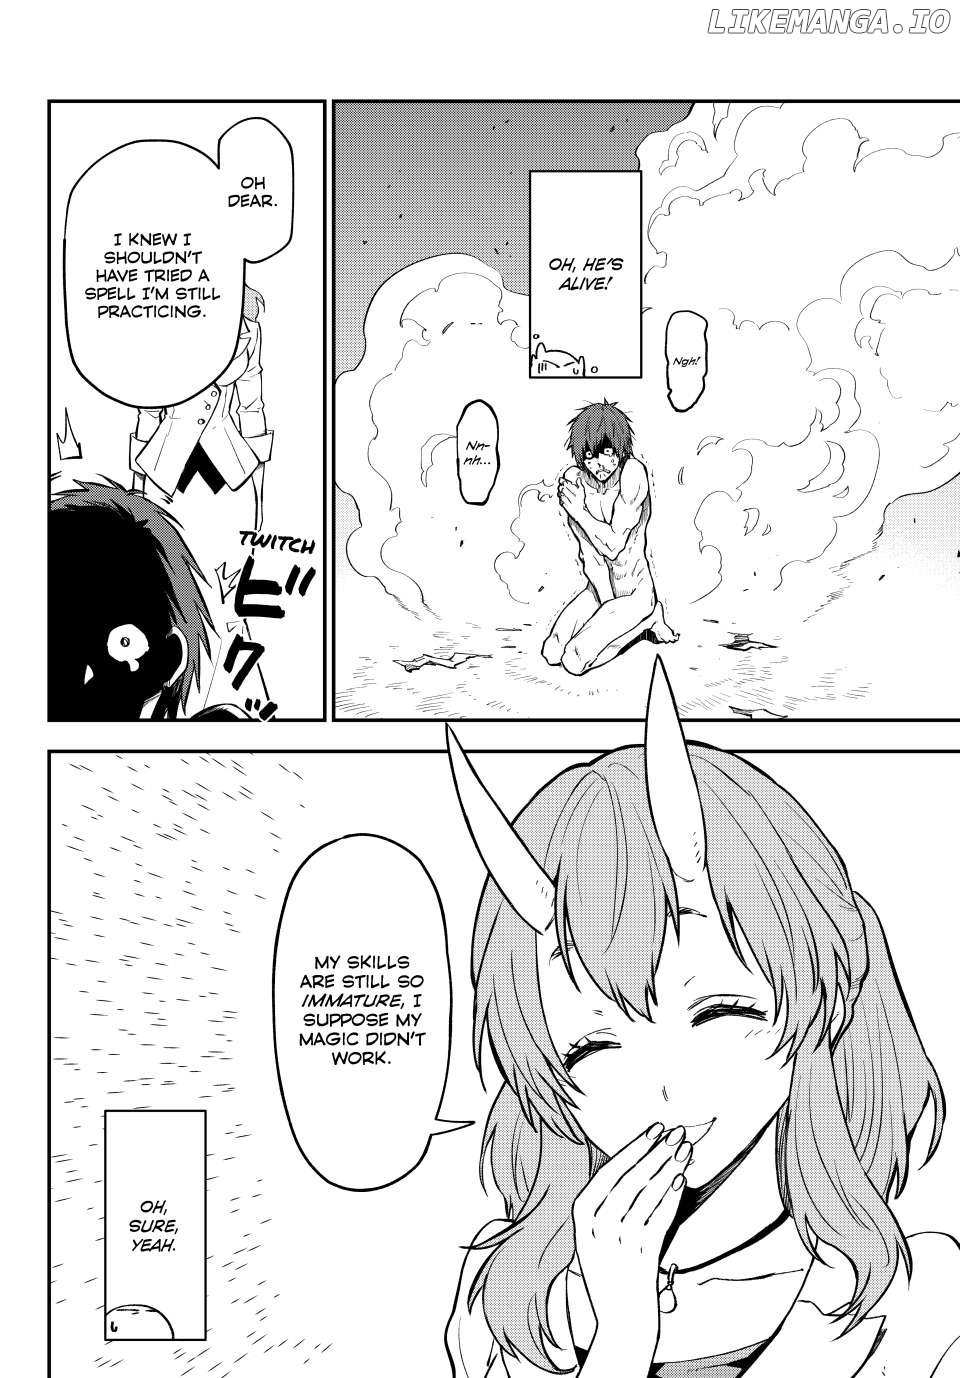 LIKEMANGA.IO
OH, HE'S
ALIVE!
Ngh!
Nn-
nh...
OH
DEAR.
I KNEW I
SHOULDN'T
HAVE TRIED A
SPELL I'M STILL
PRACTICING.
TWITCH
ビ
クッ
MY SKILLS
ARE STILL SO
IMMATURE, I
SUPPOSE MY
MAGIC DIDN'T
WORK.
OH,
SURE,
YEAH.